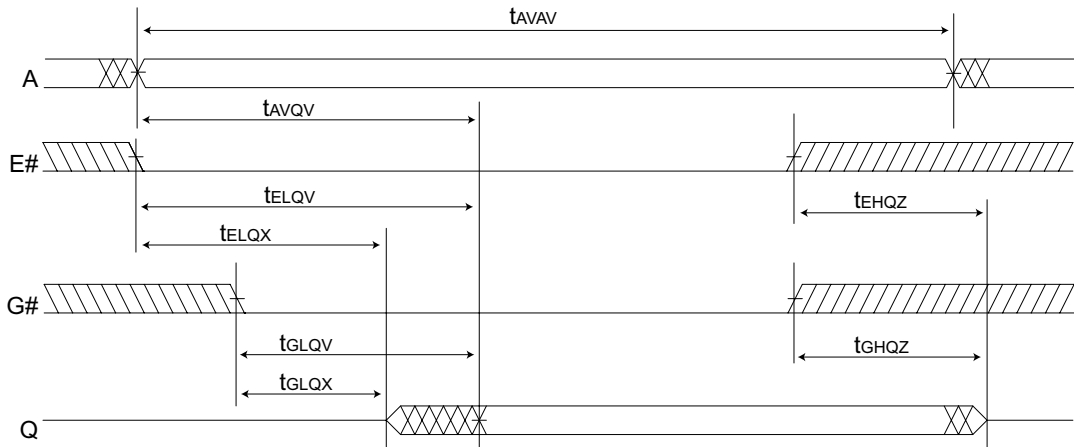 tAVAV
A
tAVQV
E#
tELQV
tEHQZ
tELQX
G#
tGLQV
tGHQZ
tGLQX
Q